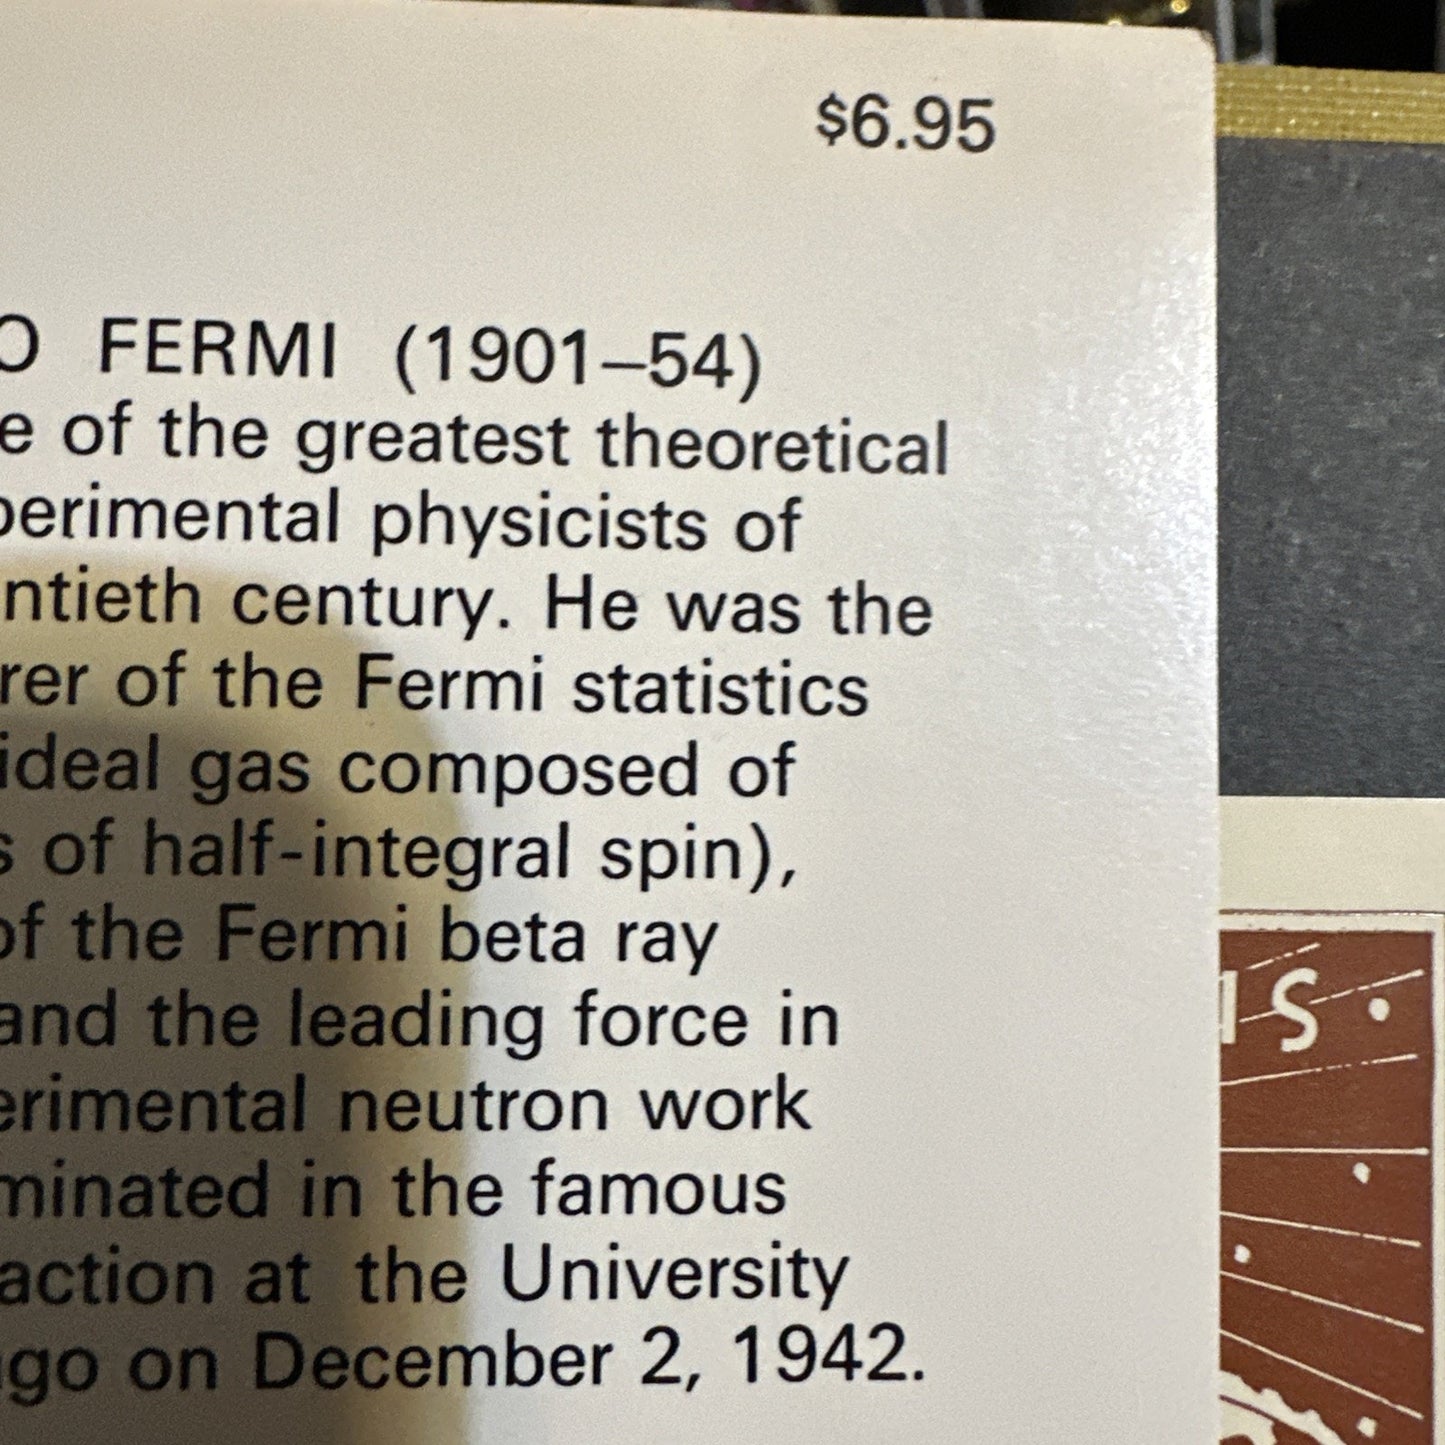 $6.95
O FERMI (1901–54)
e of the greatest theoretical
perimental physicists of
ntieth century. He was the
rer of the Fermi statistics
ideal gas composed of
s of half-integral spin),
of the Fermi beta ray
and the leading force in
erimental neutron work
minated in the famous
action at the University
ago on December 2, 1942.
S